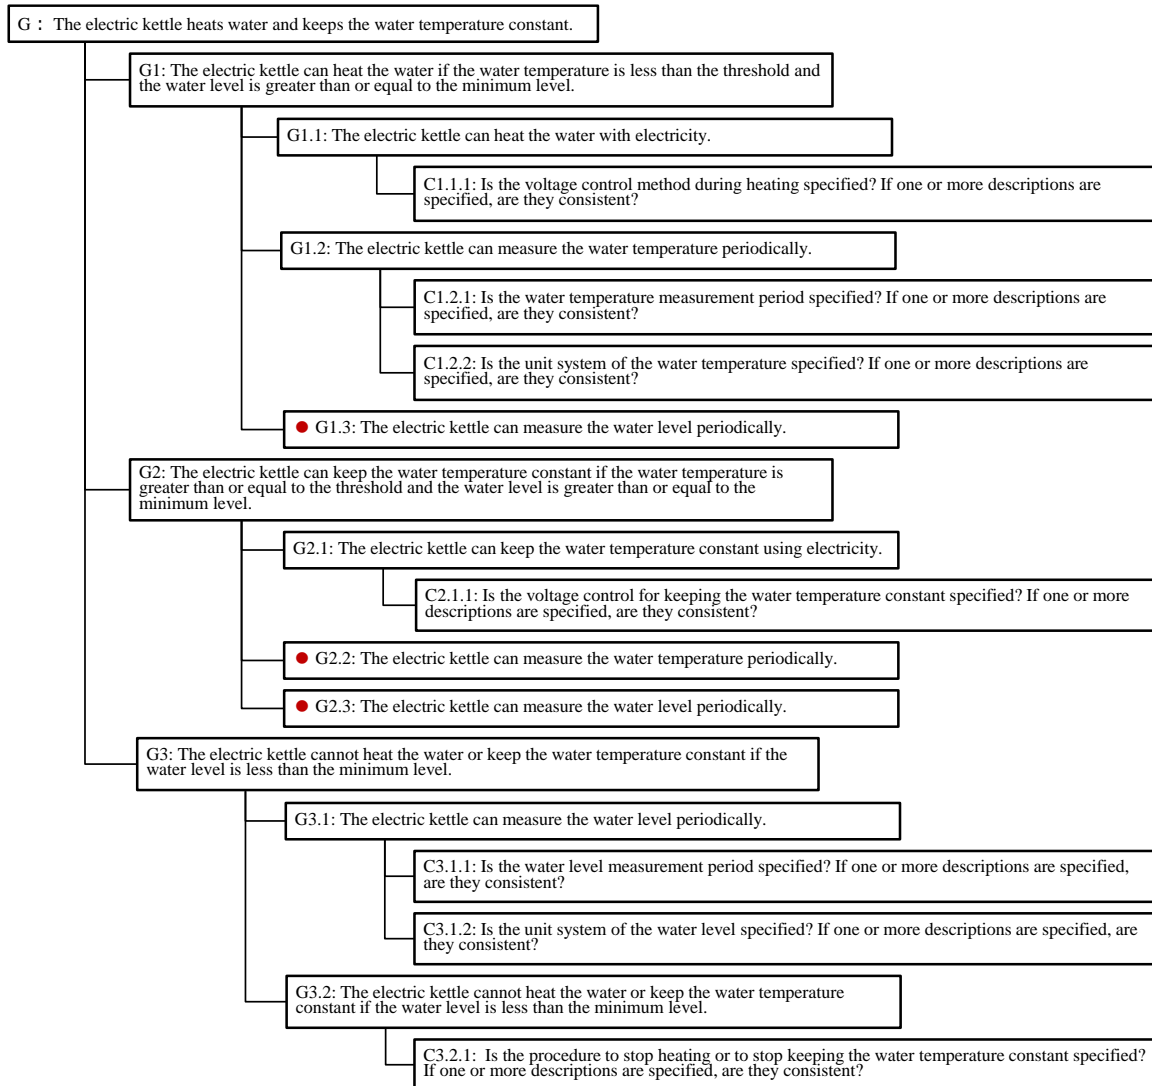 G： The electric kettle heats water and keeps the water temperature constant.
G1: The electric kettle can heat the water if the water temperature is less than the threshold and
the water level is greater than or equal to the minimum level.
G1.1: The electric kettle can heat the water with electricity.
C1.1.1: Is the voltage control method during heating specified? If one or more descriptions are
specified, are they consistent?
G1.2: The electric kettle can measure the water temperature periodically.
C1.2.1: Is the water temperature measurement period specified? If one or more descriptions are
specified, are they consistent?
C1.2.2: Is the unit system of the water temperature specified? If one or more descriptions are
specified, are they consistent?
● G1.3: The electric kettle can measure the water level periodically.
G2: The electric kettle can keep the water temperature constant if the water temperature is
greater than or equal to the threshold and the water level is greater than or equal to the
minimum level.
G2.1: The electric kettle can keep the water temperature constant using electricity.
C2.1.1: Is the voltage control for keeping the water temperature constant specified? If one or more
descriptions are specified, are they consistent?
● G2.2: The electric kettle can measure the water temperature periodically.
● G2.3: The electric kettle can measure the water level periodically.
G3: The electric kettle cannot heat the water or keep the water temperature constant if the
water level is less than the minimum level.
G3.1: The electric kettle can measure the water level periodically.
C3.1.1: Is the water level measurement period specified? If one or more descriptions are specified,
are they consistent?
C3.1.2: Is the unit system of the water level specified? If one or more descriptions are specified, are
they consistent?
G3.2: The electric kettle cannot heat the water or keep the water temperature
constant if the water level is less than the minimum level.
C3.2.1: Is the procedure to stop heating or to stop keeping the water temperature constant specified?
If one or more descriptions are specified, are they consistent?